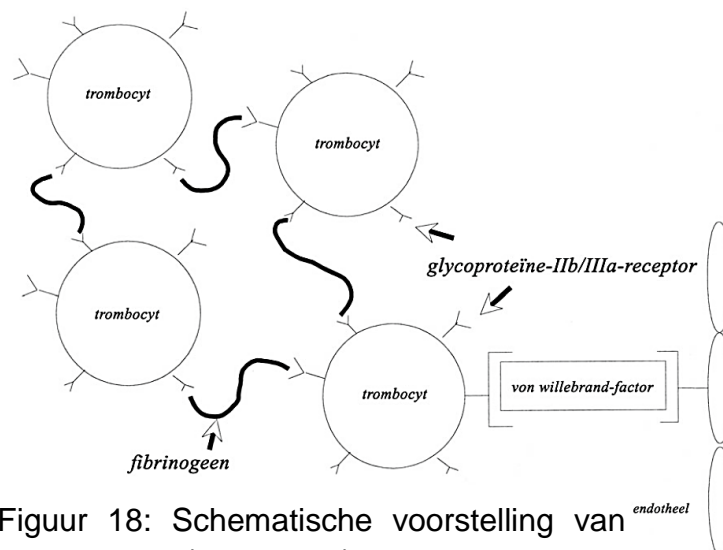 trombocyt
trombocyt
glycoproteïne-IIb/IIIa-receptor
trombocyt
trombocyt
von willebrand-factor
fibrinogeen
endotheel
Figuur 18: Schematische voorstelling van